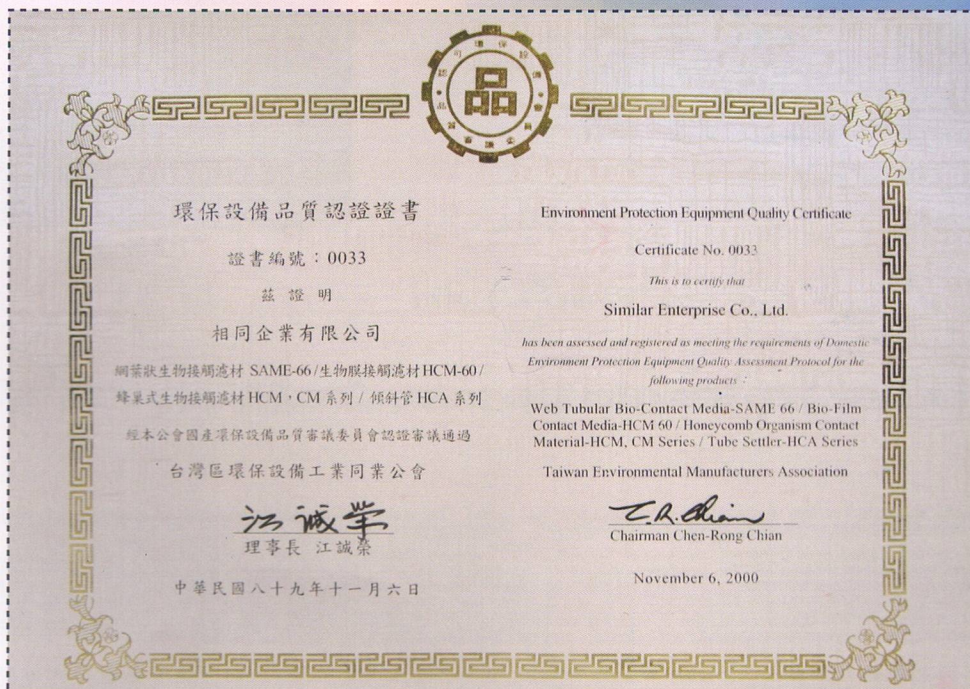 品
環保設備品質認證證書
證書編號：0033
茲證明
相同企業有限公司
網葉狀生物接觸濾材 SAME-66 / 生物膜接觸濾材 HCM-60 /
蜂巢式生物接觸濾材 HCM，CM 系列 / 傾斜管 HCA 系列
經本公會國產環保設備品質審議委員會認證審議通過
台灣區環保設備工業同業公會
江誠榮
理事長 江誠榮
中華民國八十九年十一月六日
Environment Protection Equipment Quality Certificate
Certificate No. 0033
This is to certify that
Similar Enterprise Co., Ltd.
has been assessed and registered as meeting the requirements of Domestic
Environment Protection Equipment Quality Assessment Protocol for the
following products :
Web Tubular Bio-Contact Media-SAME 66 / Bio-Film
Contact Media-HCM 60 / Honeycomb Organism Contact
Material-HCM, CM Series / Tube Settler-HCA Series
Taiwan Environmental Manufacturers Association
C.R. Chian
Chairman Chen-Rong Chian
November 6, 2000